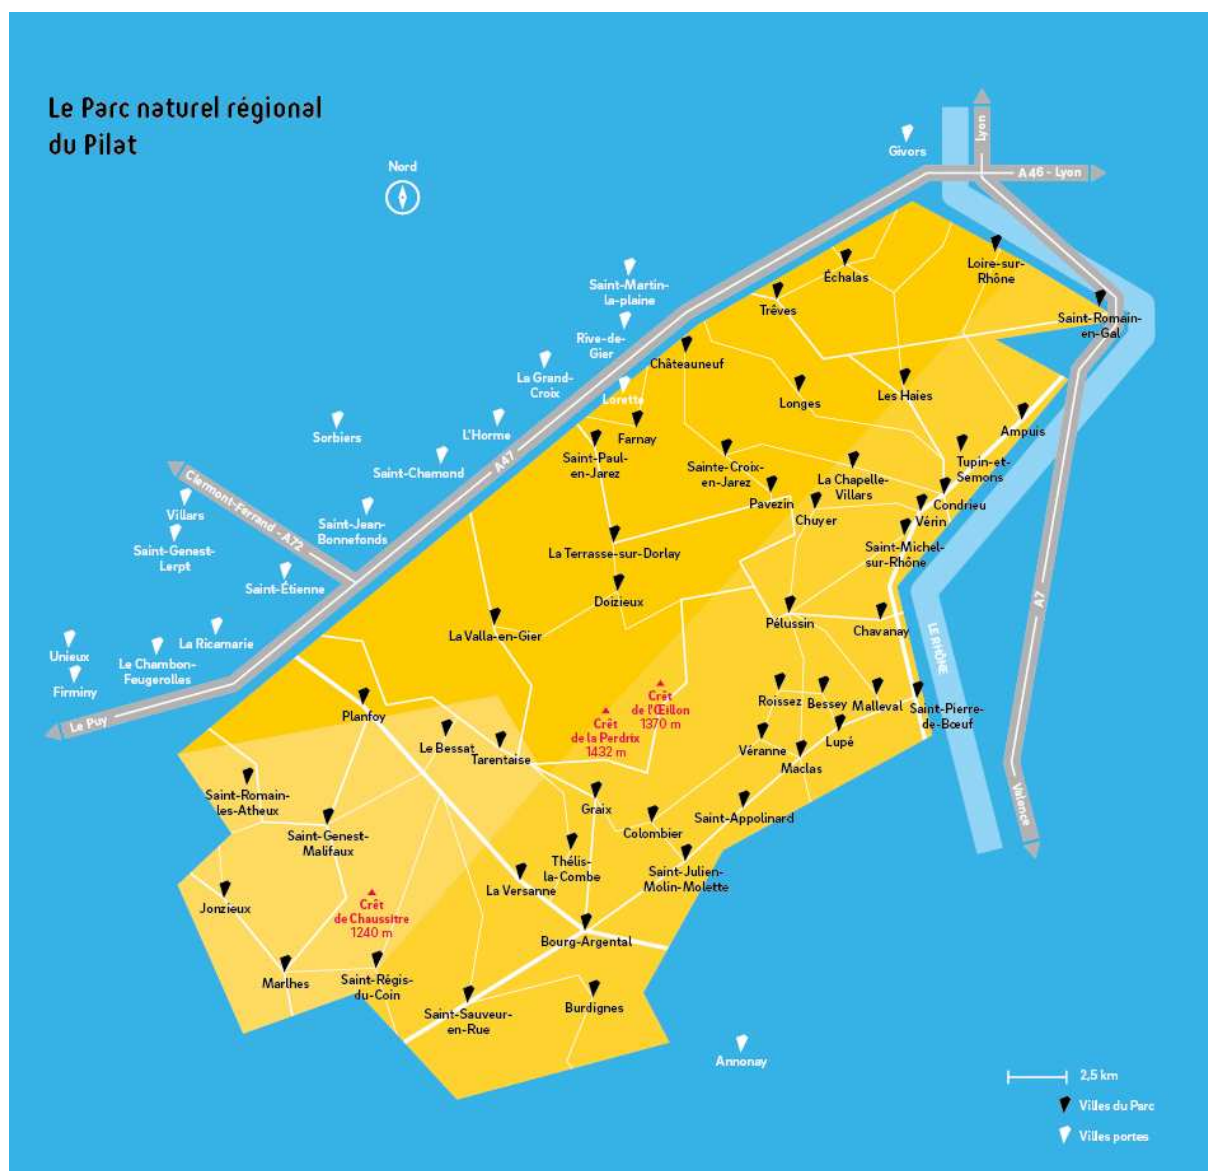 Le Parc naturel régional
du Pilat
Nord
Givors
Lyon
A46 - Lyon
Loire-sur-
Rhône
Échalas
Saint-Martin-
la-plaine
Trêves
Saint-Romain-
en-Gal
Rive-de-
Gier
Châteauneuf
La Grand-
Croix
Lorette
Longes
Les Haies
Sorbiers
L'Horme
Farnay
Ampuis
A47
Saint-Chamond
Saint-Paul-
en-Jarez
Sainte-Croix-
en-Jarez
La Chapelle-
Villars
Tupin-et-
Semons
Clermont-Ferrand - A72
Villars
Saint-Jean-
Bonnefonds
Pavezin
Chuyer
Condrieu
Vérin
Saint-Genest-
Lerpt
La Terrasse-sur-Dorlay
Saint-Michel-
sur-Rhône
Saint-Étienne
Doizieux
A7
La Valla-en-Gier
Pélussin
Chavanay
LE RHÔNE
La Ricamarie
Unieux
Le Chambon-
Feugerolles
Firminy
Le Puy
Planfoy
Crêt
de l'Œillon
1370 m
Roissez
Bessey
Malleval
Saint-Pierre-
de-Bœuf
Crêt
de la Perdrix
1432 m
Le Bessat
Tarentaise
Véranne
Lupé
Maclas
Valence
Saint-Romain-
les-Atheux
Graix
Saint-Appolinard
Saint-Genest-
Malifaux
Colombier
Thélis-
la-Combe
Saint-Julien-
Molin-Molette
La Versanne
Jonzieux
Crêt
de Chaussitre
1240 m
Bourg-Argental
Marlhes
Saint-Régis-
du-Coin
Saint-Sauveur-
en-Rue
Burdignes
Annonay
2,5 km
Villes du Parc
Villes portes